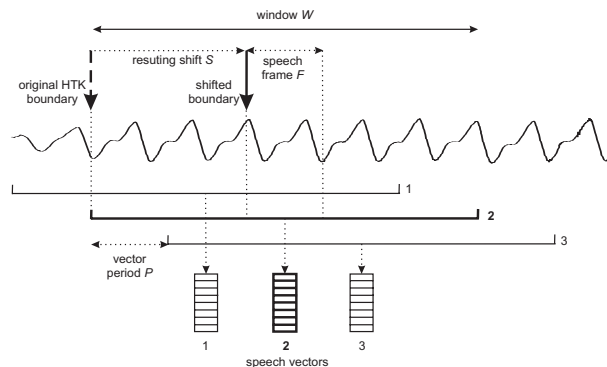 window W
resuting shift S
speech
frame F
original HTK
boundary
shifted
boundary
1
2
3
vector
period P
1
2
3
speech vectors